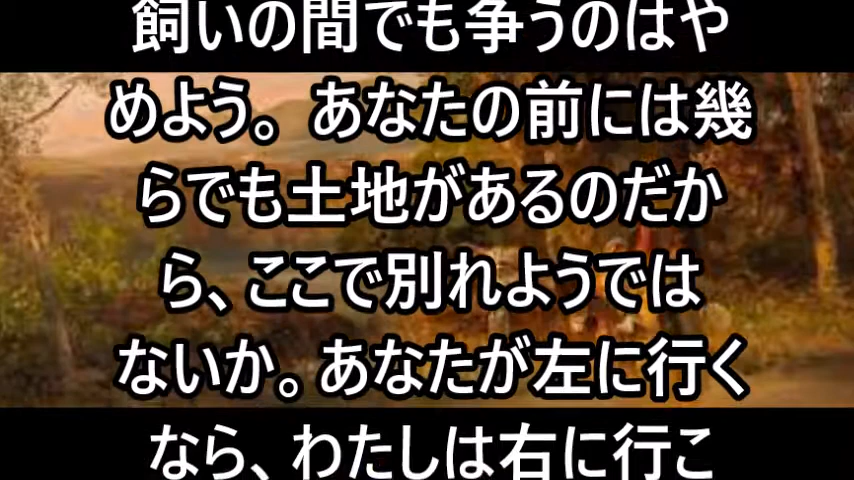 飼いの間でも争うのはや
めよう。あなたの前には幾
らでも土地があるのだか
ら、ここで別れようでは
ないか。あなたが左に行く
なら、わたしは右に行こ